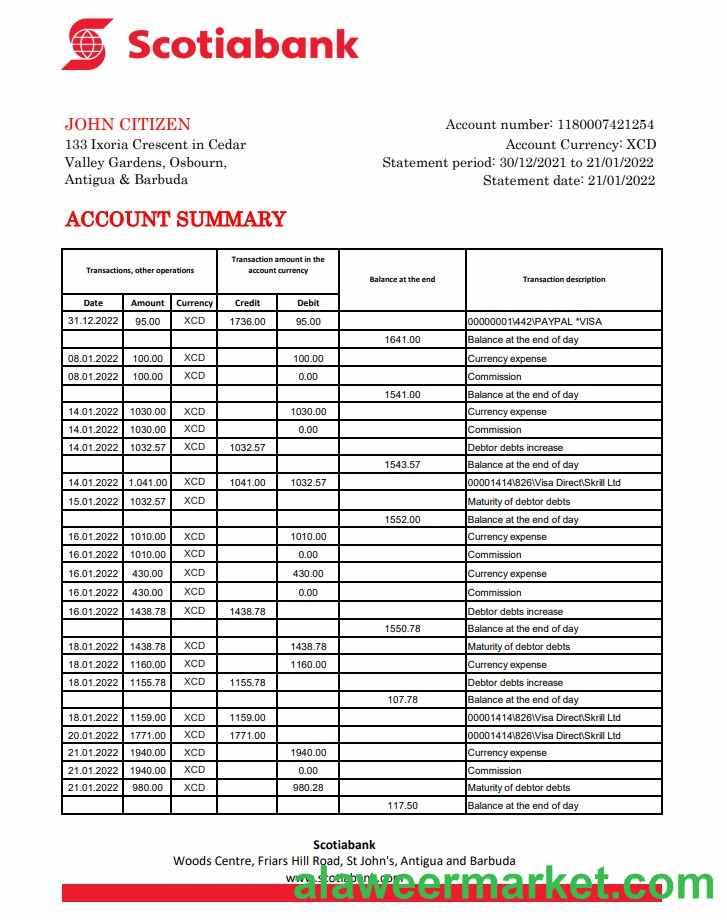 Scotiabank
JOHN CITIZEN
133 Ixoria Crescent in Cedar
Valley Gardens, Osbourn,
Antigua & Barbuda
Account number: 1180007421254
Account Currency: XCD
Statement period: 30/12/2021 to 21/01/2022
Statement date: 21/01/2022
ACCOUNT SUMMARY
Transactions, other operations
Transaction amount in the
account currency
Balance at the end
Transaction description
Date Amount Currency Credit Debit
31.12.2022 95.00 XCD 1736.00 95.00 00000001\442\PAYPAL *VISA
1641.00 Balance at the end of day
08.01.2022 100.00 XCD 100.00 Currency expense
08.01.2022 100.00 XCD 0.00 Commission
1541.00 Balance at the end of day
14.01.2022 1030.00 XCD 1030.00 Currency expense
14.01.2022 1030.00 XCD 0.00 Commission
14.01.2022 1032.57 XCD 1032.57 Debtor debts increase
1543.57 Balance at the end of day
14.01.2022 1.041.00 XCD 1041.00 1032.57 00001414\826\Visa Direct\Skrill Ltd
15.01.2022 1032.57 XCD Maturity of debtor debts
1552.00 Balance at the end of day
16.01.2022 1010.00 XCD 1010.00 Currency expense
16.01.2022 1010.00 XCD 0.00 Commission
16.01.2022 430.00 XCD 430.00 Currency expense
16.01.2022 430.00 XCD 0.00 Commission
16.01.2022 1438.78 XCD 1438.78 Debtor debts increase
1550.78 Balance at the end of day
18.01.2022 1438.78 XCD 1438.78 Maturity of debtor debts
18.01.2022 1160.00 XCD 1160.00 Currency expense
18.01.2022 1155.78 XCD 1155.78 Debtor debts increase
107.78 Balance at the end of day
18.01.2022 1159.00 XCD 1159.00 00001414\826\Visa Direct\Skrill Ltd
20.01.2022 1771.00 XCD 1771.00 00001414\826\Visa Direct\Skrill Ltd
21.01.2022 1940.00 XCD 1940.00 Currency expense
21.01.2022 1940.00 XCD 0.00 Commission
21.01.2022 980.00 XCD 980.28 Maturity of debtor debts
117.50 Balance at the end of day
Scotiabank
Woods Centre, Friars Hill Road, St John's, Antigua and Barbuda
www.scotiabank.com
alaweermarket.com